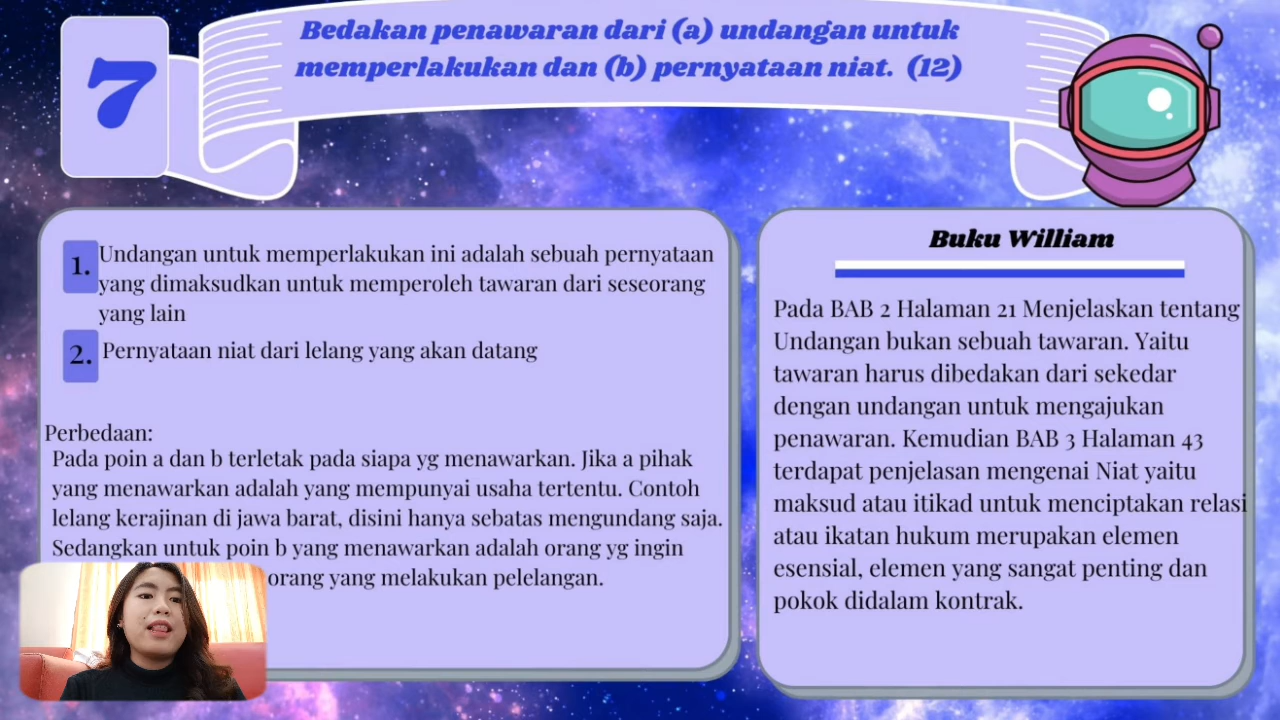 7
Bedakan penawaran dari (a) undangan untuk
memperlakukan dan (b) pernyataan niat. (12)
1. Undangan untuk memperlakukan ini adalah sebuah pernyataan
yang dimaksudkan untuk memperoleh tawaran dari seseorang
yang lain
2. Pernyataan niat dari lelang yang akan datang
Perbedaan:
Pada poin a dan b terletak pada siapa yg menawarkan. Jika a pihak
yang menawarkan adalah yang mempunyai usaha tertentu. Contoh
lelang kerajinan di jawa barat, disini hanya sebatas mengundang saja.
Sedangkan untuk poin b yang menawarkan adalah orang yg ingin
orang yang melakukan pelelangan.
Buku William
Pada BAB 2 Halaman 21 Menjelaskan tentang
Undangan bukan sebuah tawaran. Yaitu
tawaran harus dibedakan dari sekedar
dengan undangan untuk mengajukan
penawaran. Kemudian BAB 3 Halaman 43
terdapat penjelasan mengenai Niat yaitu
maksud atau itikad untuk menciptakan relasi
atau ikatan hukum merupakan elemen
esensial, elemen yang sangat penting dan
pokok didalam kontrak.